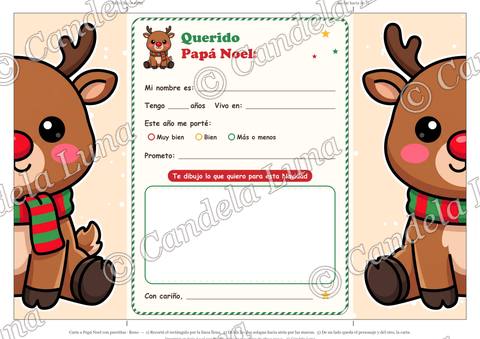 Querido
Papá Noel:
Mi nombre es:
Tengo años Vivo en:
Este año me porté:
Muy bien Bien Más o menos
Prometo:
Te dibujo lo que quiero para esta Navidad
Con cariño,
© Candela Luna